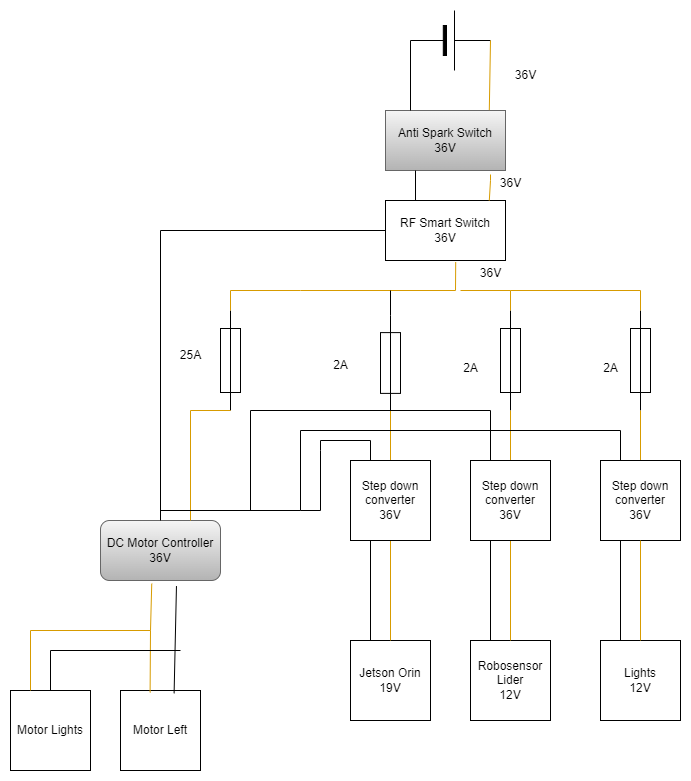 36V
Anti Spark Switch
36V
36V
RF Smart Switch
36V
36V
25A
2A
2A
2A
Step down
converter
36V
Step down
converter
36V
Step down
converter
36V
DC Motor Controller
36V
Jetson Orin
19V
Robosensor
Lider
12V
Lights
12V
Motor Lights
Motor Left